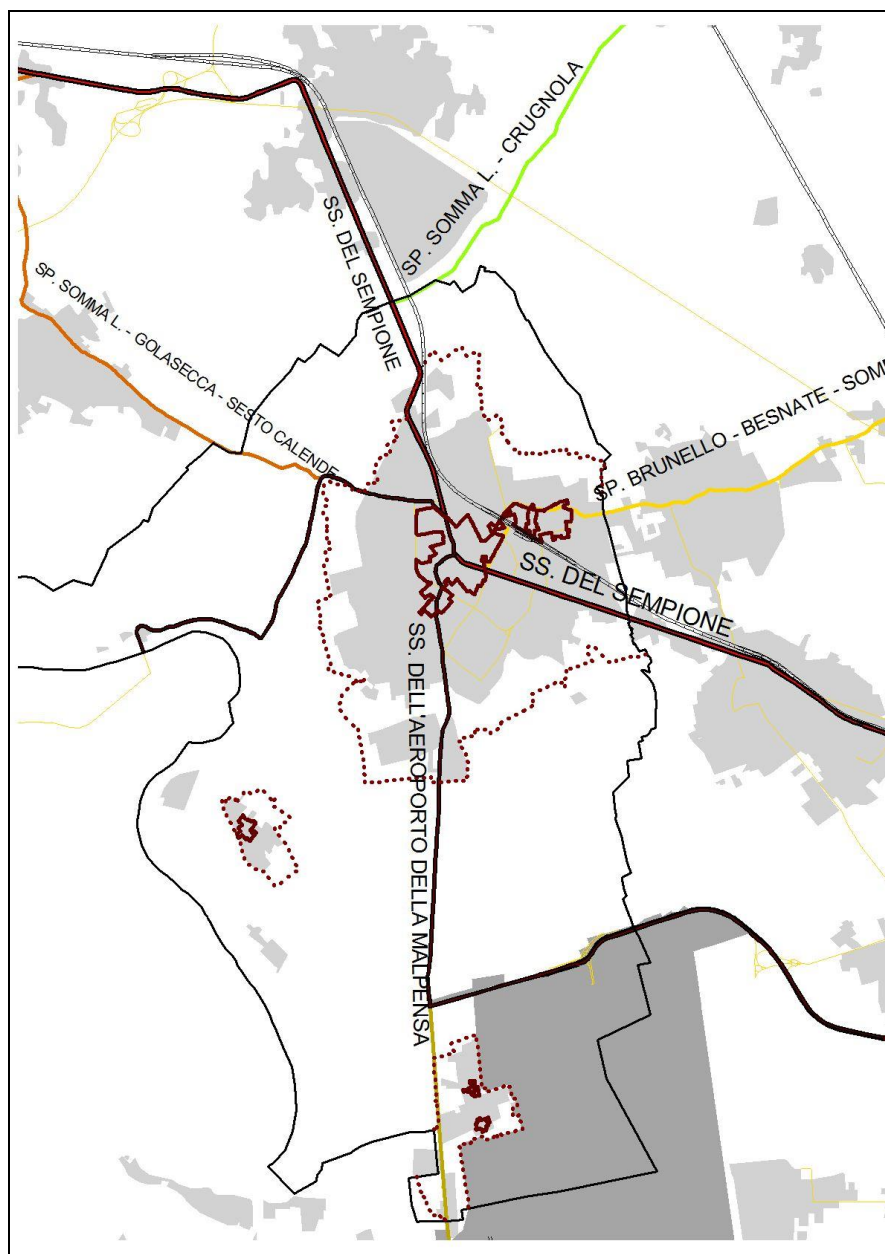 SP. SOMMA L. - CRUGNOLA
SS. DEL SEMPIONE
SP. SOMMA L. - GOLASECCA - SESTO CALENDE
SP. BRUNELLO - BESNATE - SOMM
SS. DEL SEMPIONE
SS. DELL'AEROPORTO DELLA MALPENSA